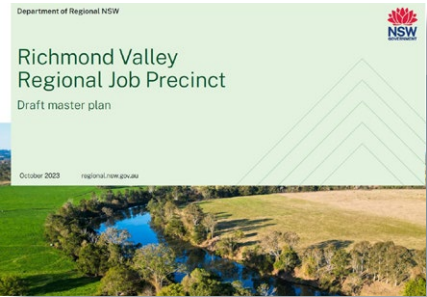 Department of Regional NSW
NSW
GOVERNMENT
Richmond Valley
Regional Job Precinct
Draft master plan
October 2023 regional.nsw.gov.au